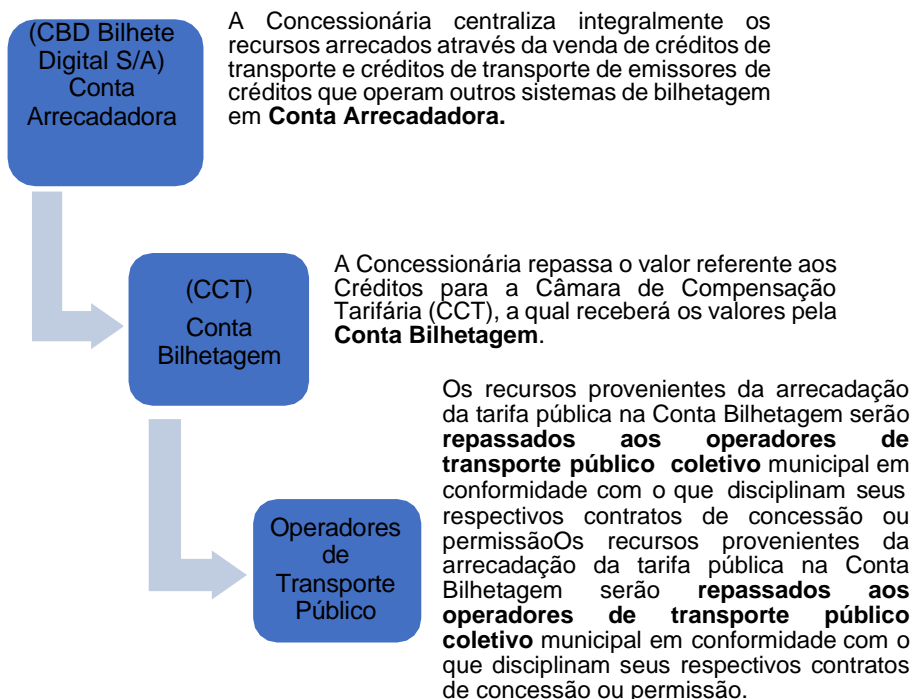 (CBD Bilhete
Digital S/A)
Conta
Arrecadadora
A Concessionária centraliza integralmente os
recursos arrecados através da venda de créditos de
transporte e créditos de transporte de emissores de
créditos que operam outros sistemas de bilhetagem
em Conta Arrecadadora.
(CCT)
Conta
Bilhetagem
A Concessionária repassa o valor referente aos
Créditos para a Câmara de Compensação
Tarifária (CCT), a qual receberá os valores pela
Conta Bilhetagem.
Operadores
de
Transporte
Público
Os recursos provenientes da arrecadação
da tarifa pública na Conta Bilhetagem serão
repassados aos operadores de
transporte público coletivo municipal em
conformidade com o que disciplinam seus
respectivos contratos de concessão ou
permissãoOs recursos provenientes da
arrecadação da tarifa pública na Conta
Bilhetagem serão repassados aos
operadores de transporte público
coletivo municipal em conformidade com o
que disciplinam seus respectivos contratos
de concessão ou permissão.